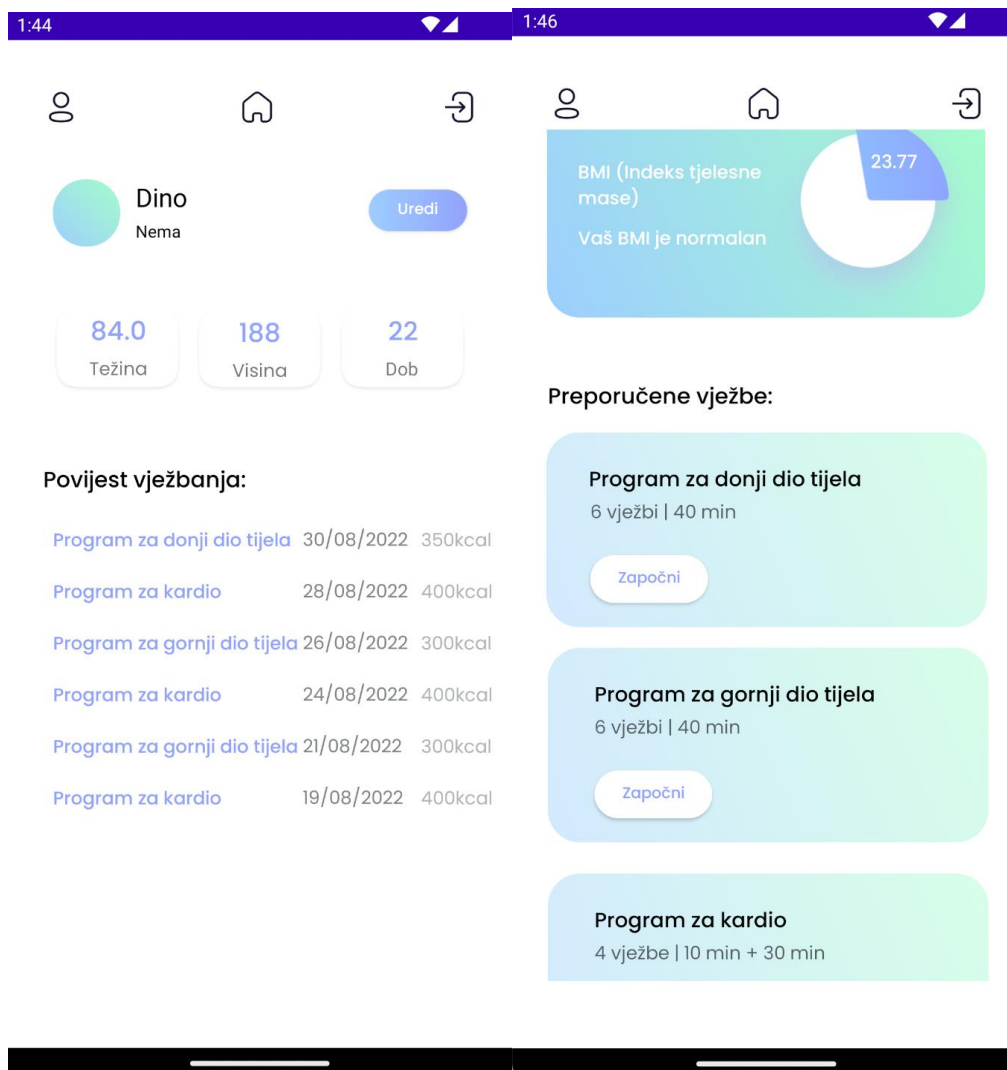 1:44
Dino
Nema
Uredi
84.0
Težina
188
Visina
22
Dob
Povijest vježbanja:
Program za donji dio tijela 30/08/2022 350kcal
Program za kardio 28/08/2022 400kcal
Program za gornji dio tijela 26/08/2022 300kcal
Program za kardio 24/08/2022 400kcal
Program za gornji dio tijela 21/08/2022 300kcal
Program za kardio 19/08/2022 400kcal
1:46
BMI (Indeks tjelesne
mase)
Vaš BMI je normalan
23.77
Preporučene vježbe:
Program za donji dio tijela
6 vježbi | 40 min
Započni
Program za gornji dio tijela
6 vježbi | 40 min
Započni
Program za kardio
4 vježbe | 10 min + 30 min